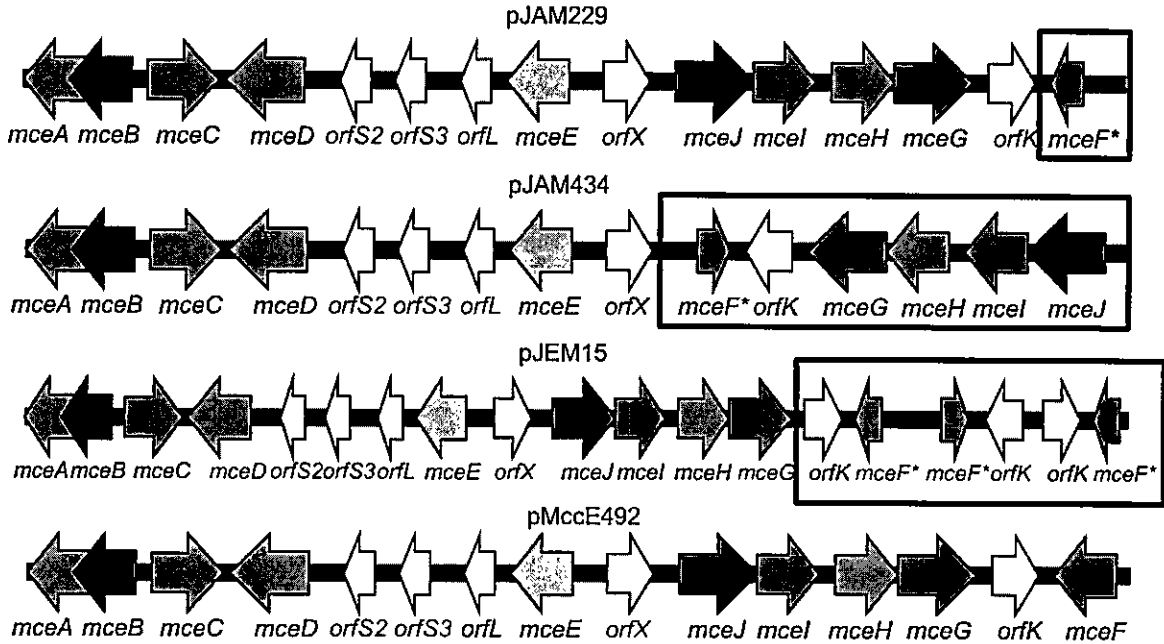 pJAM229
mceA mceB mceC mceD orfS2 orfS3 orfL mceE orfX mceJ mceI mceH mceG orfK mceF*
pJAM434
mceA mceB mceC mceD orfS2 orfS3 orfL mceE orfX mceF* orfK mceG mceH mceI mceJ
pJEM15
mceA mceB mceC mceD orfS2 orfS3 orfL mceE orfX mceJ mceI mceH mceG orfK mceF* mceF* orfK orfK mceF*
pMccE492
mceA mceB mceC mceD orfS2 orfS3 orfL mceE orfX mceJ mceI mceH mceG orfK mceF